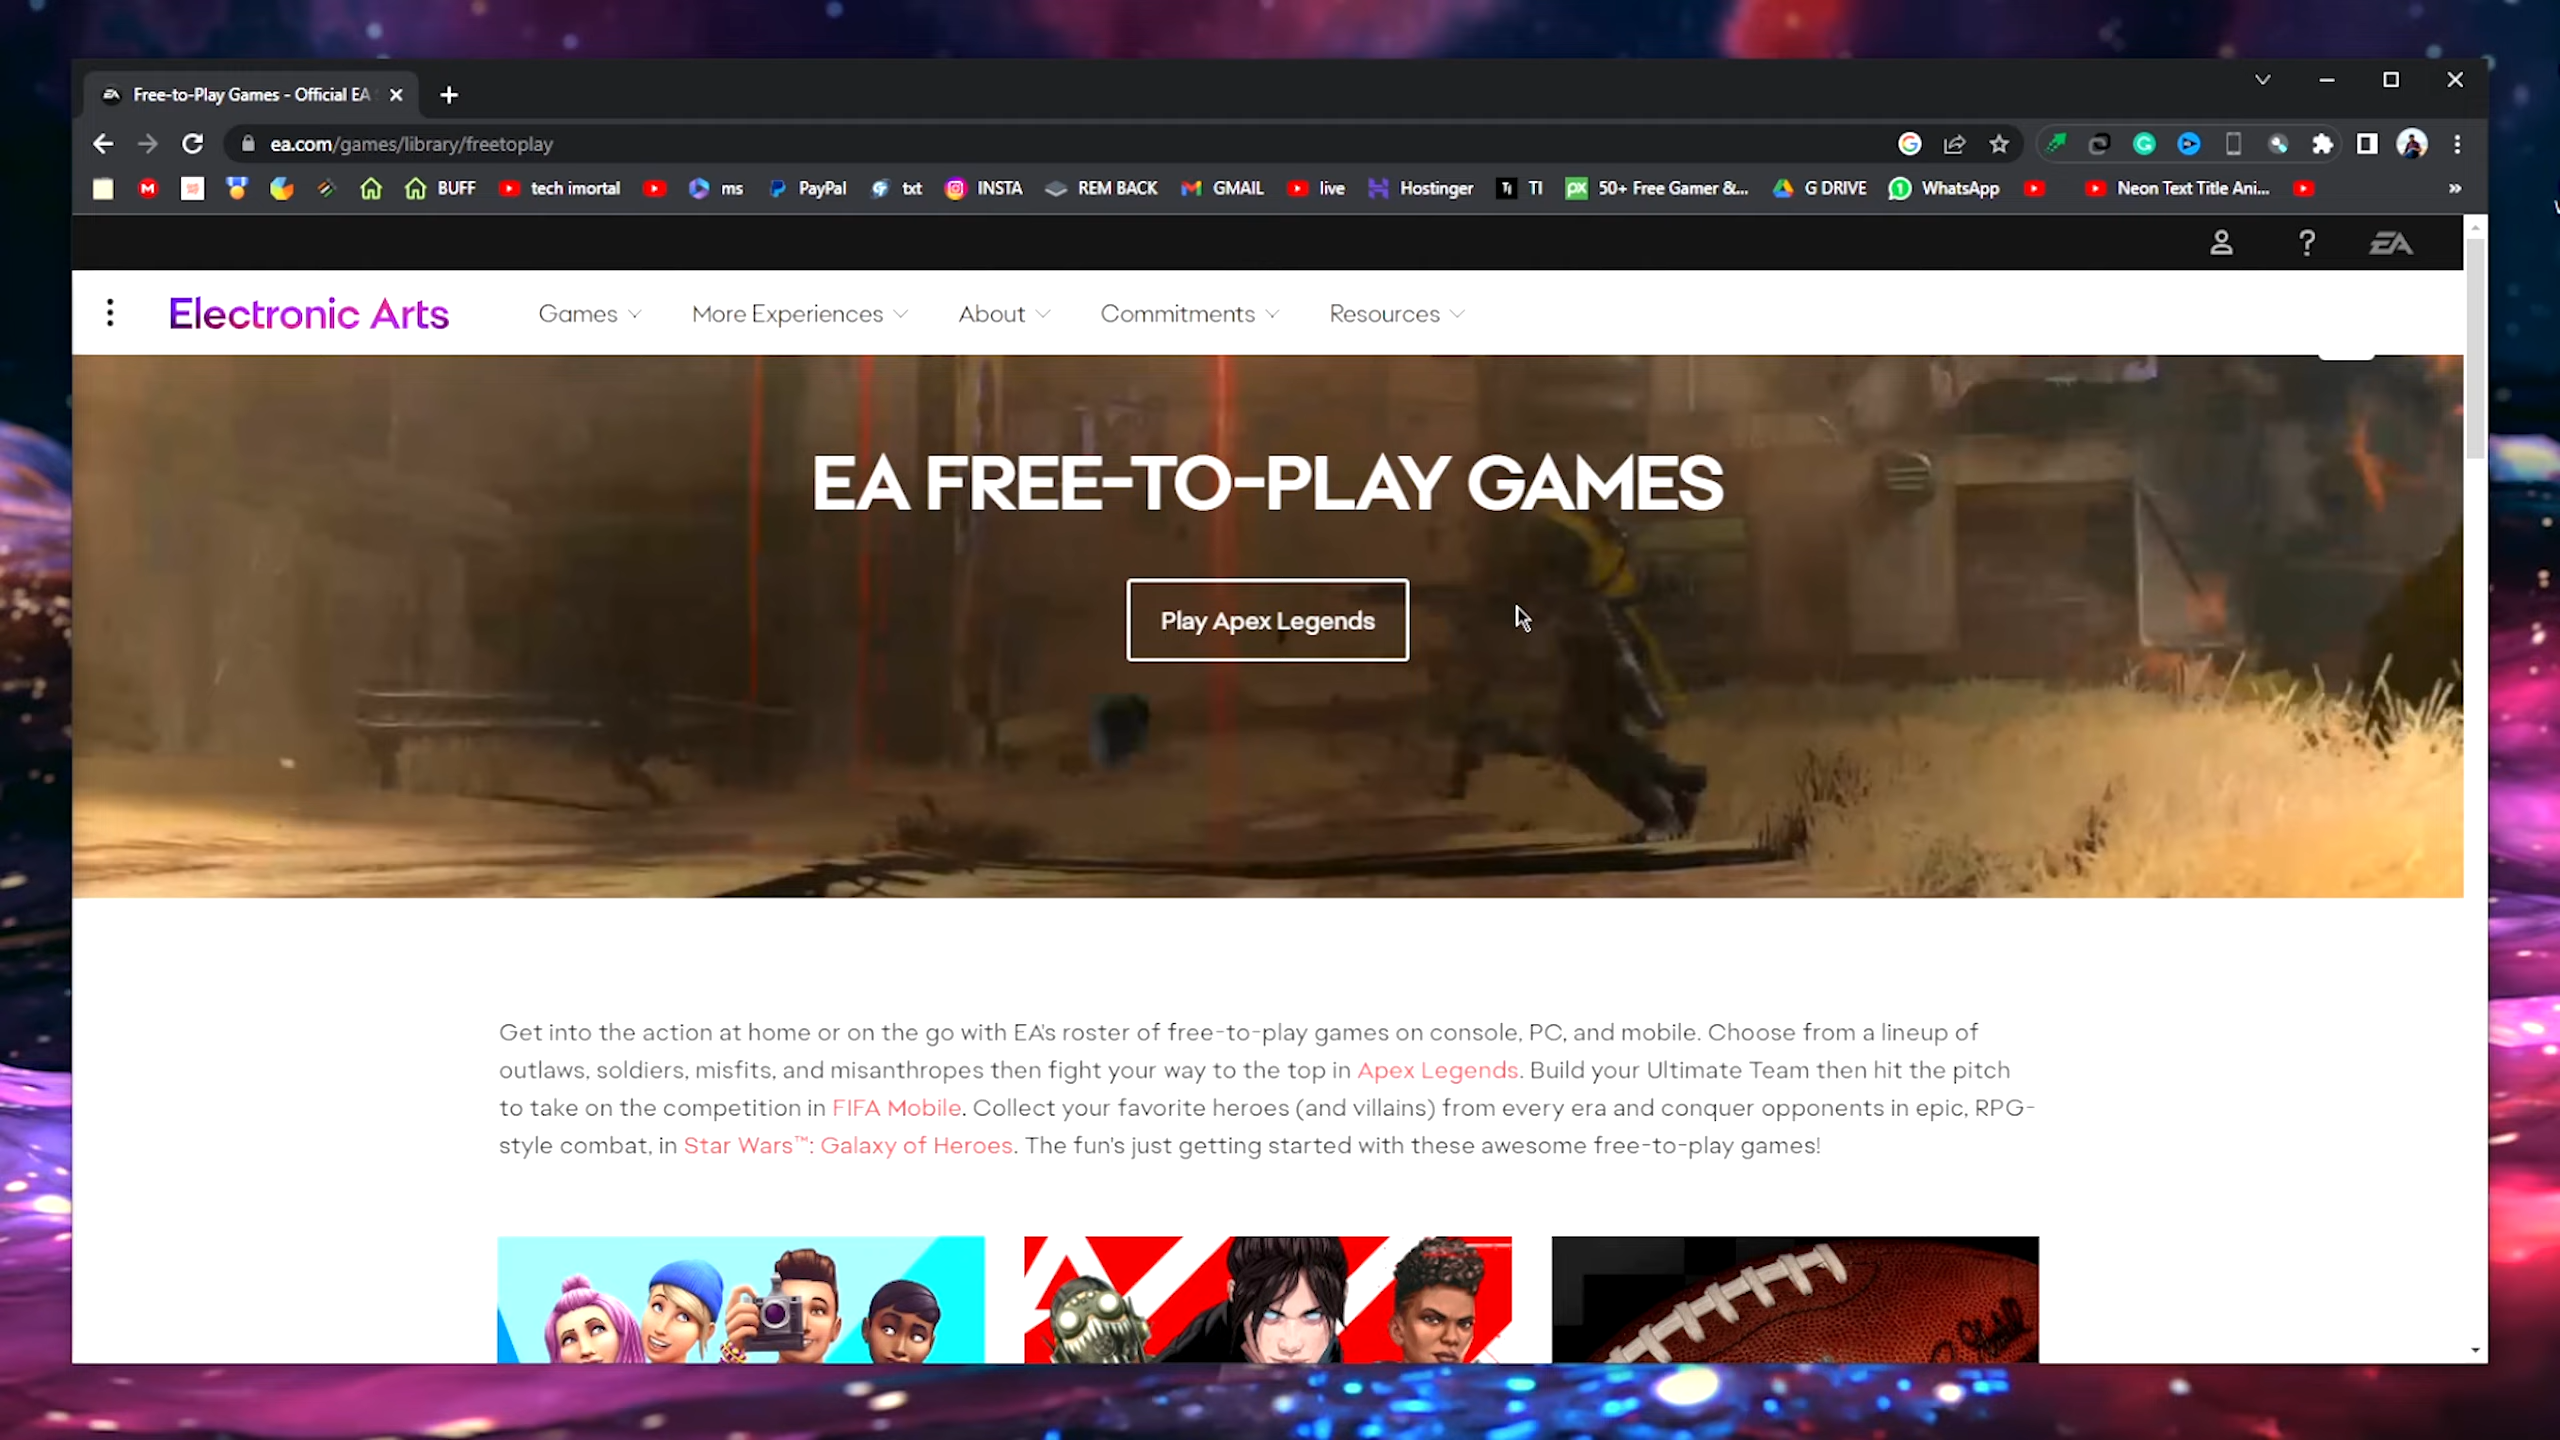 Free-to-Play Games - Official EA
ea.com/games/library/freetoplay
BUFF tech imortal ms PayPal txt INSTA REM BACK GMAIL live Hostinger TI 50+ Free Gamer &... G DRIVE WhatsApp Neon Text Title Ani... »
EA
Electronic Arts Games More Experiences About Commitments Resources
EA FREE-TO-PLAY GAMES
Play Apex Legends
Get into the action at home or on the go with EA's roster of free-to-play games on console, PC, and mobile. Choose from a lineup of
outlaws, soldiers, misfits, and misanthropes then fight your way to the top in Apex Legends. Build your Ultimate Team then hit the pitch
to take on the competition in FIFA Mobile. Collect your favorite heroes (and villains) from every era and conquer opponents in epic, RPG-
style combat, in Star Wars™: Galaxy of Heroes. The fun's just getting started with these awesome free-to-play games!